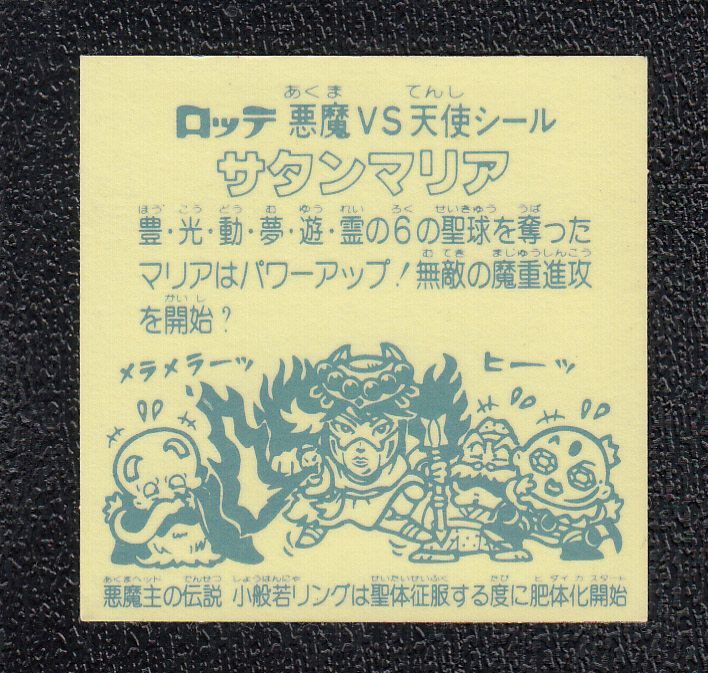 あくま てんし
ロッテ 悪魔VS天使シール
サタンマリア
ほう こう どう む ゆう れい ろく せいきゅう うば
豊・光・動・夢・遊・霊の6の聖球を奪った
む てき まじゅうしんこう
マリアはパワーアップ!無敵の魔重進攻
かい し
を開始?
メラメラーッ ヒーッ
あくまヘッド でんせつ しょうはんにゃ せいたいせいふく たび ヒ ダイ カ スタート
悪魔主の伝説 小般若リングは聖体征服する度に肥体化開始